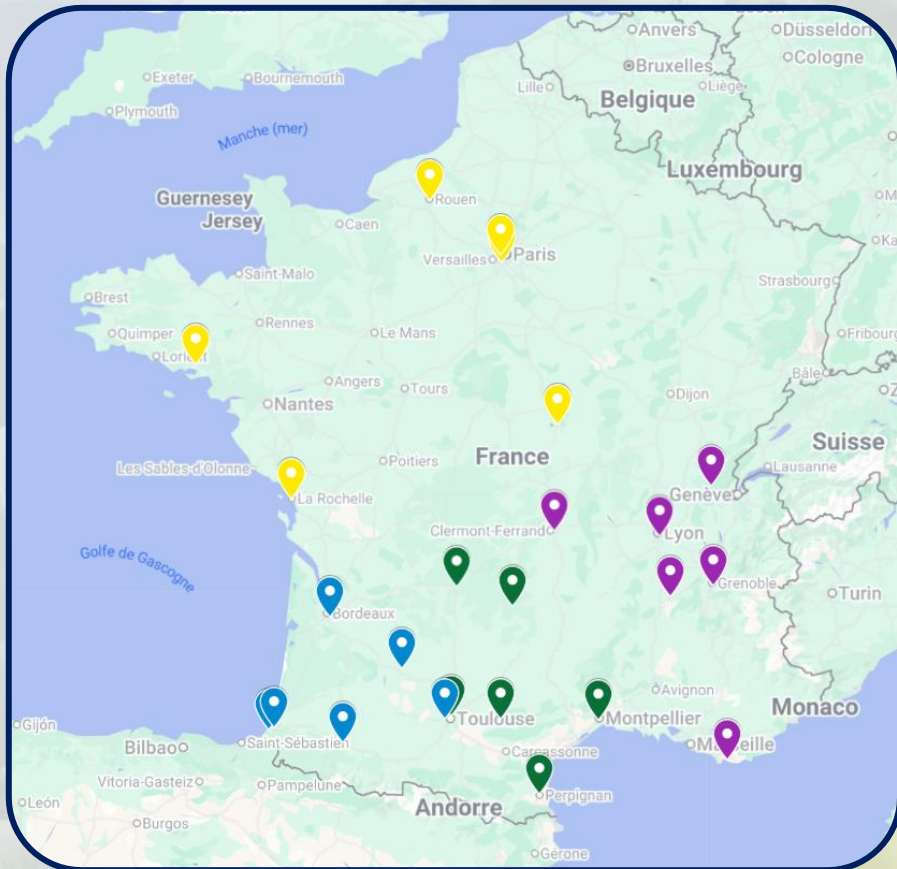 Anvers
Düsseldorf
Exeter
Bournemouth
Bruxelles
Cologne
Lille
Liège
Plymouth
Belgique
Manche (mer)
Luxembourg
Guernesey
Jersey
Rouen
Caen
Versailles
Paris
Saint-Malo
Strasbourg
Brest
Rennes
Quimper
Le Mans
Fribourg
Lorient
Bâle
Angers
Tours
Dijon
Nantes
Suisse
France
Les Sables-d'Olonne
Poitiers
Lausanne
La Rochelle
Genève
Clermont-Ferrand
Lyon
Golfe de Gascogne
Grenoble
Turin
Bordeaux
Avignon
Monaco
Toulouse
Montpellier
Gijón
Bilbao
Saint-Sébastien
Marseille
Carcassonne
Vitoria-Gasteiz
Pampelune
Perpignan
León
Andorre
Burgos
Gérone